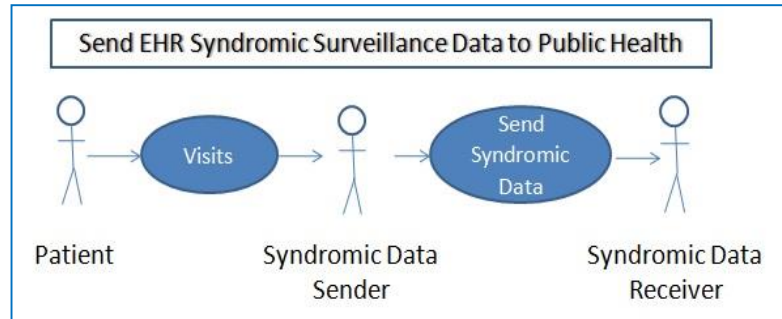 Send EHR Syndromic Surveillance Data to Public Health
Visits
Send
Syndromic
Data
Patient
Syndromic Data
Sender
Syndromic Data
Receiver